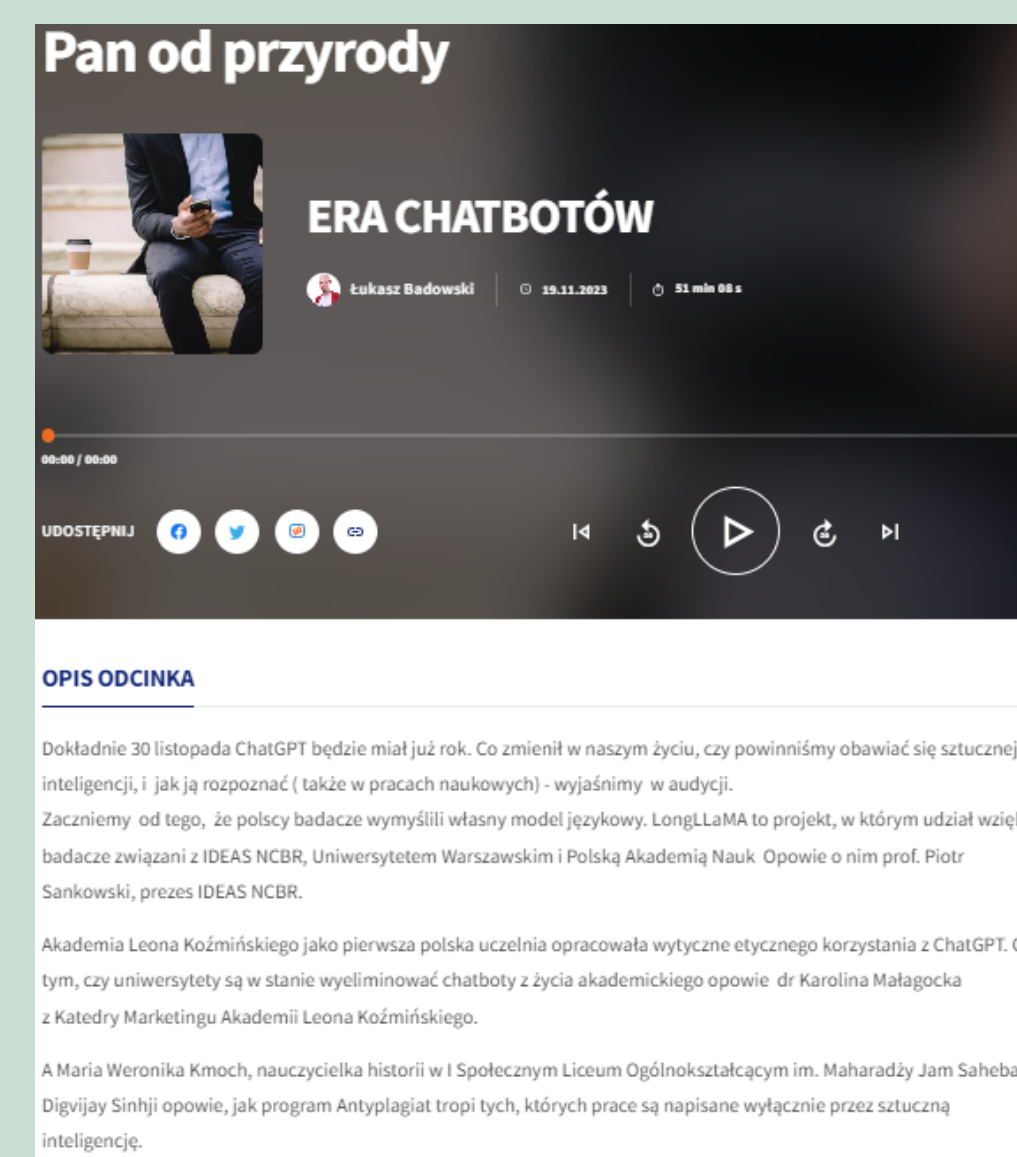 Pan od przyrody
ERA CHATBOTÓW
Łukasz Badowski 19.11.2023 51 min 08 s
00:00 / 00:00
UDOSTĘPNIJ
OPIS ODCINKA
Dokładnie 30 listopada ChatGPT będzie miał już rok. Co zmienił w naszym życiu, czy powinniśmy obawiać się sztucznej
inteligencji, i jak ją rozpoznać ( także w pracach naukowych) - wyjaśnimy w audycji.
Zaczniemy od tego, że polscy badacze wymyślili własny model językowy. LongLLaMA to projekt, w którym udział wzięl
badacze związani z IDEAS NCBR, Uniwersytetem Warszawskim i Polską Akademią Nauk Opowie o nim prof. Piotr
Sankowski, prezes IDEAS NCBR.
Akademia Leona Koźmińskiego jako pierwsza polska uczelnia opracowała wytyczne etycznego korzystania z ChatGPT. O
tym, czy uniwersytety są w stanie wyeliminować chatboty z życia akademickiego opowie dr Karolina Małagocka
z Katedry Marketingu Akademii Leona Koźmińskiego.
A Maria Weronika Kmoch, nauczycielka historii w I Społecznym Liceum Ogólnokształcącym im. Maharadży Jam Saheba
Digvijay Sinhji opowie, jak program Antyplagiat tropi tych, których prace są napisane wyłącznie przez sztuczną
inteligencję.